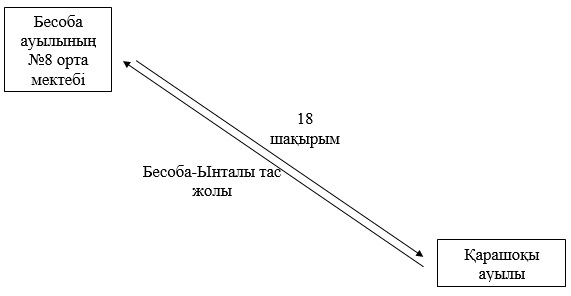 Бесоба
ауылының
№8 орта
мектебі
18
шақырым
Бесоба-Ынталы тас
жолы
Қарашоқы
ауылы